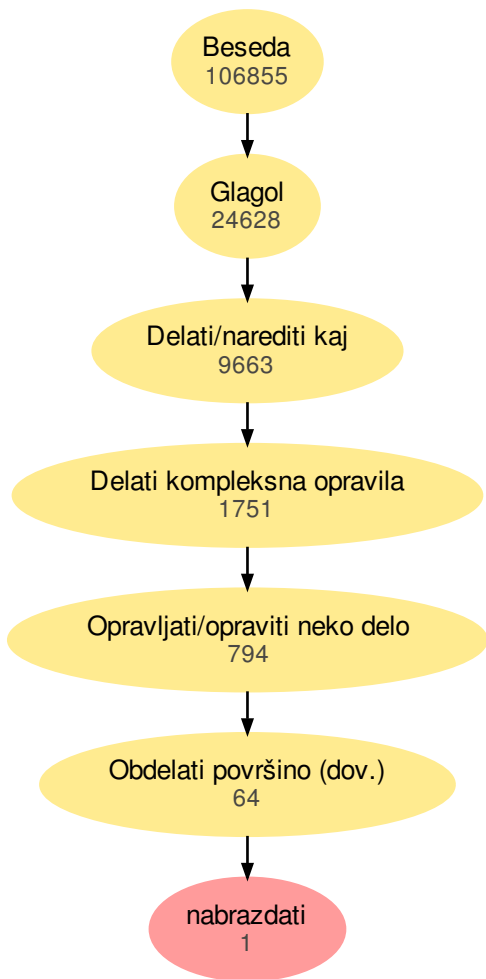 Beseda
106855
Glagol
24628
Delati/narediti kaj
9663
Delati kompleksna opravila
1751
Opravljati/opraviti neko delo
794
Obdelati površino (dov.)
64
nabrazdati
1